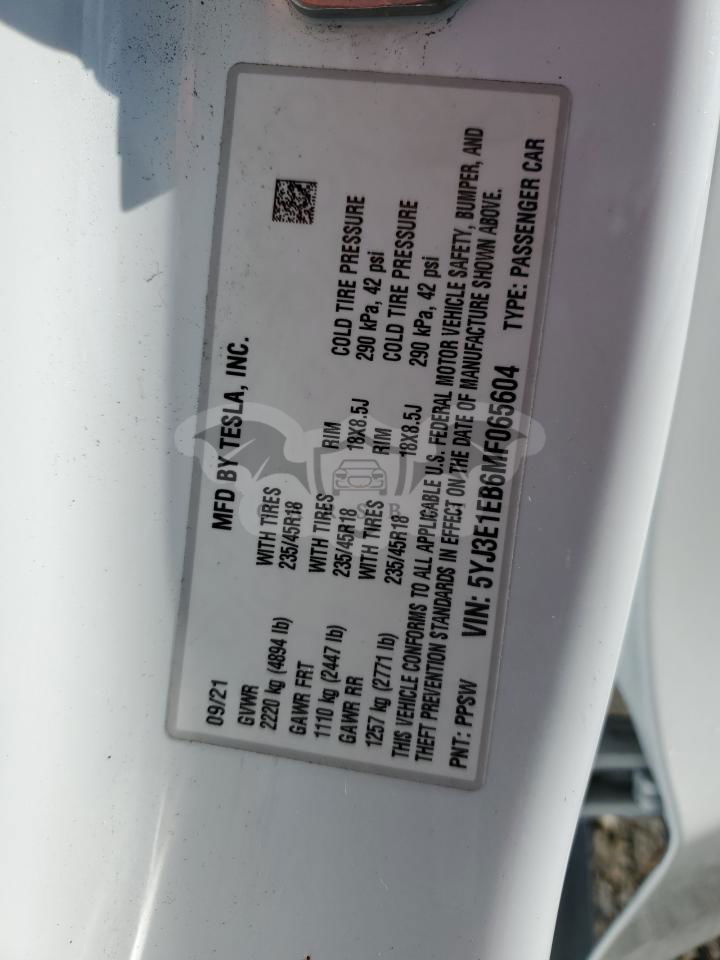 MFD BY TESLA, INC.
09/21
GVWR
2220 kg (4894 lb)
GAWR FRT WITH TIRES RIM COLD TIRE PRESSURE
1110 kg (2447 lb) 235/45R18 18X8.5J 290 kPa, 42 psi
GAWR RR WITH TIRES RIM COLD TIRE PRESSURE
1257 kg (2771 lb) 235/45R18 18X8.5J 290 kPa, 42 psi
WITH TIRES
235/45R18
THIS VEHICLE CONFORMS TO ALL APPLICABLE U.S. FEDERAL MOTOR VEHICLE SAFETY, BUMPER, AND
THEFT PREVENTION STANDARDS IN EFFECT ON THE DATE OF MANUFACTURE SHOWN ABOVE.
PNT: PPSW VIN: 5YJ3E1EB6MF065604 TYPE: PASSENGER CAR